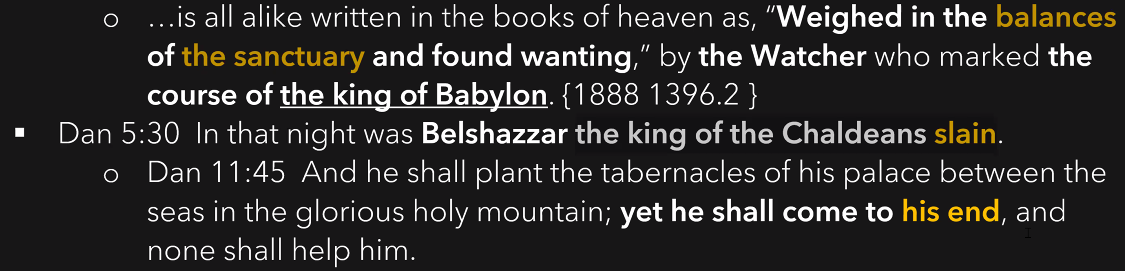 o …is all alike written in the books of heaven as, “Weighed in the balances
of the sanctuary and found wanting,” by the Watcher who marked the
course of the king of Babylon. {1888 1396.2 }
▪ Dan 5:30  In that night was Belshazzar the king of the Chaldeans slain.
o Dan 11:45  And he shall plant the tabernacles of his palace between the
seas in the glorious holy mountain; yet he shall come to his end, and
none shall help him.